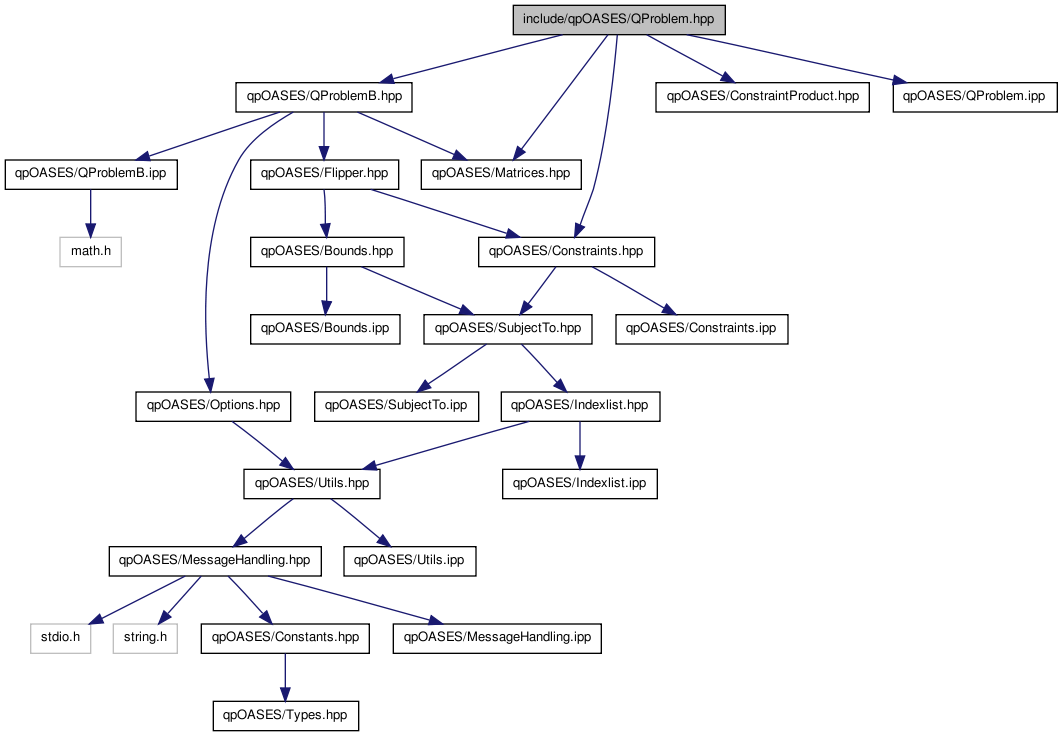 include/qpOASES/QProblem.hpp
qpOASES/QProblemB.hpp
qpOASES/ConstraintProduct.hpp
qpOASES/QProblem.ipp
qpOASES/QProblemB.ipp
qpOASES/Flipper.hpp
qpOASES/Matrices.hpp
math.h
qpOASES/Bounds.hpp
qpOASES/Constraints.hpp
qpOASES/Bounds.ipp
qpOASES/SubjectTo.hpp
qpOASES/Constraints.ipp
qpOASES/Options.hpp
qpOASES/SubjectTo.ipp
qpOASES/Indexlist.hpp
qpOASES/Utils.hpp
qpOASES/Indexlist.ipp
qpOASES/MessageHandling.hpp
qpOASES/Utils.ipp
stdio.h
string.h
qpOASES/Constants.hpp
qpOASES/MessageHandling.ipp
qpOASES/Types.hpp